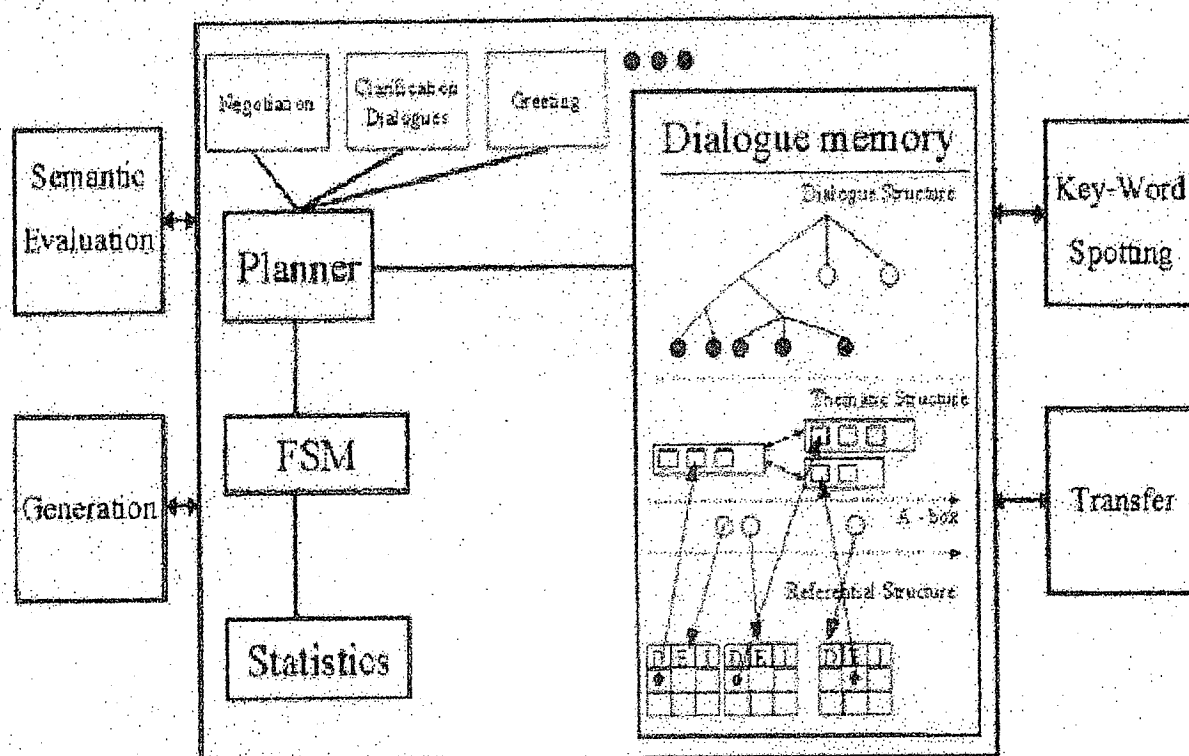 Negotiation
Clarification
Dialogues
Greeting
Semantic
Evaluation
Planner
FSM
Generation
Statistics
Dialogue memory
Dialogue Structure
Thematic Structure
A - box
Referential Structure
D E I D E I D E I
Key-Word
Spotting
Transfer